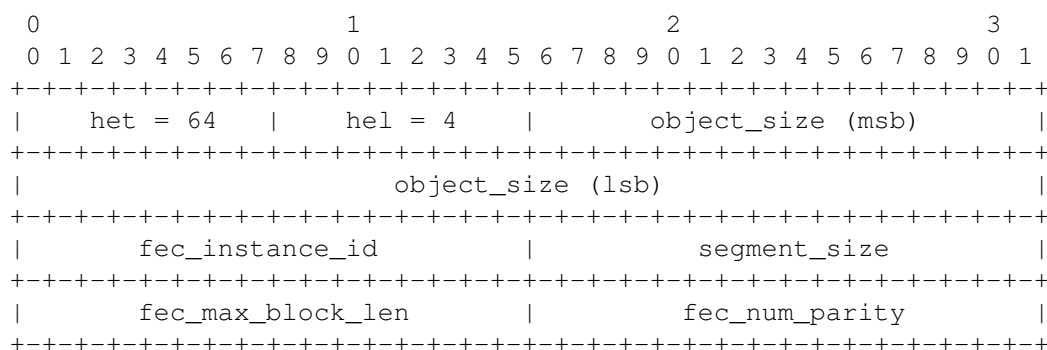 0                   1                   2                   3
 0 1 2 3 4 5 6 7 8 9 0 1 2 3 4 5 6 7 8 9 0 1 2 3 4 5 6 7 8 9 0 1
+-+-+-+-+-+-+-+-+-+-+-+-+-+-+-+-+-+-+-+-+-+-+-+-+-+-+-+-+-+-+-+-+
|    het = 64   |    hel = 4    |       object_size (msb)       |
+-+-+-+-+-+-+-+-+-+-+-+-+-+-+-+-+-+-+-+-+-+-+-+-+-+-+-+-+-+-+-+-+
|                       object_size (lsb)                       |
+-+-+-+-+-+-+-+-+-+-+-+-+-+-+-+-+-+-+-+-+-+-+-+-+-+-+-+-+-+-+-+-+
|       fec_instance_id         |          segment_size         |
+-+-+-+-+-+-+-+-+-+-+-+-+-+-+-+-+-+-+-+-+-+-+-+-+-+-+-+-+-+-+-+-+
|       fec_max_block_len       |         fec_num_parity        |
+-+-+-+-+-+-+-+-+-+-+-+-+-+-+-+-+-+-+-+-+-+-+-+-+-+-+-+-+-+-+-+-+